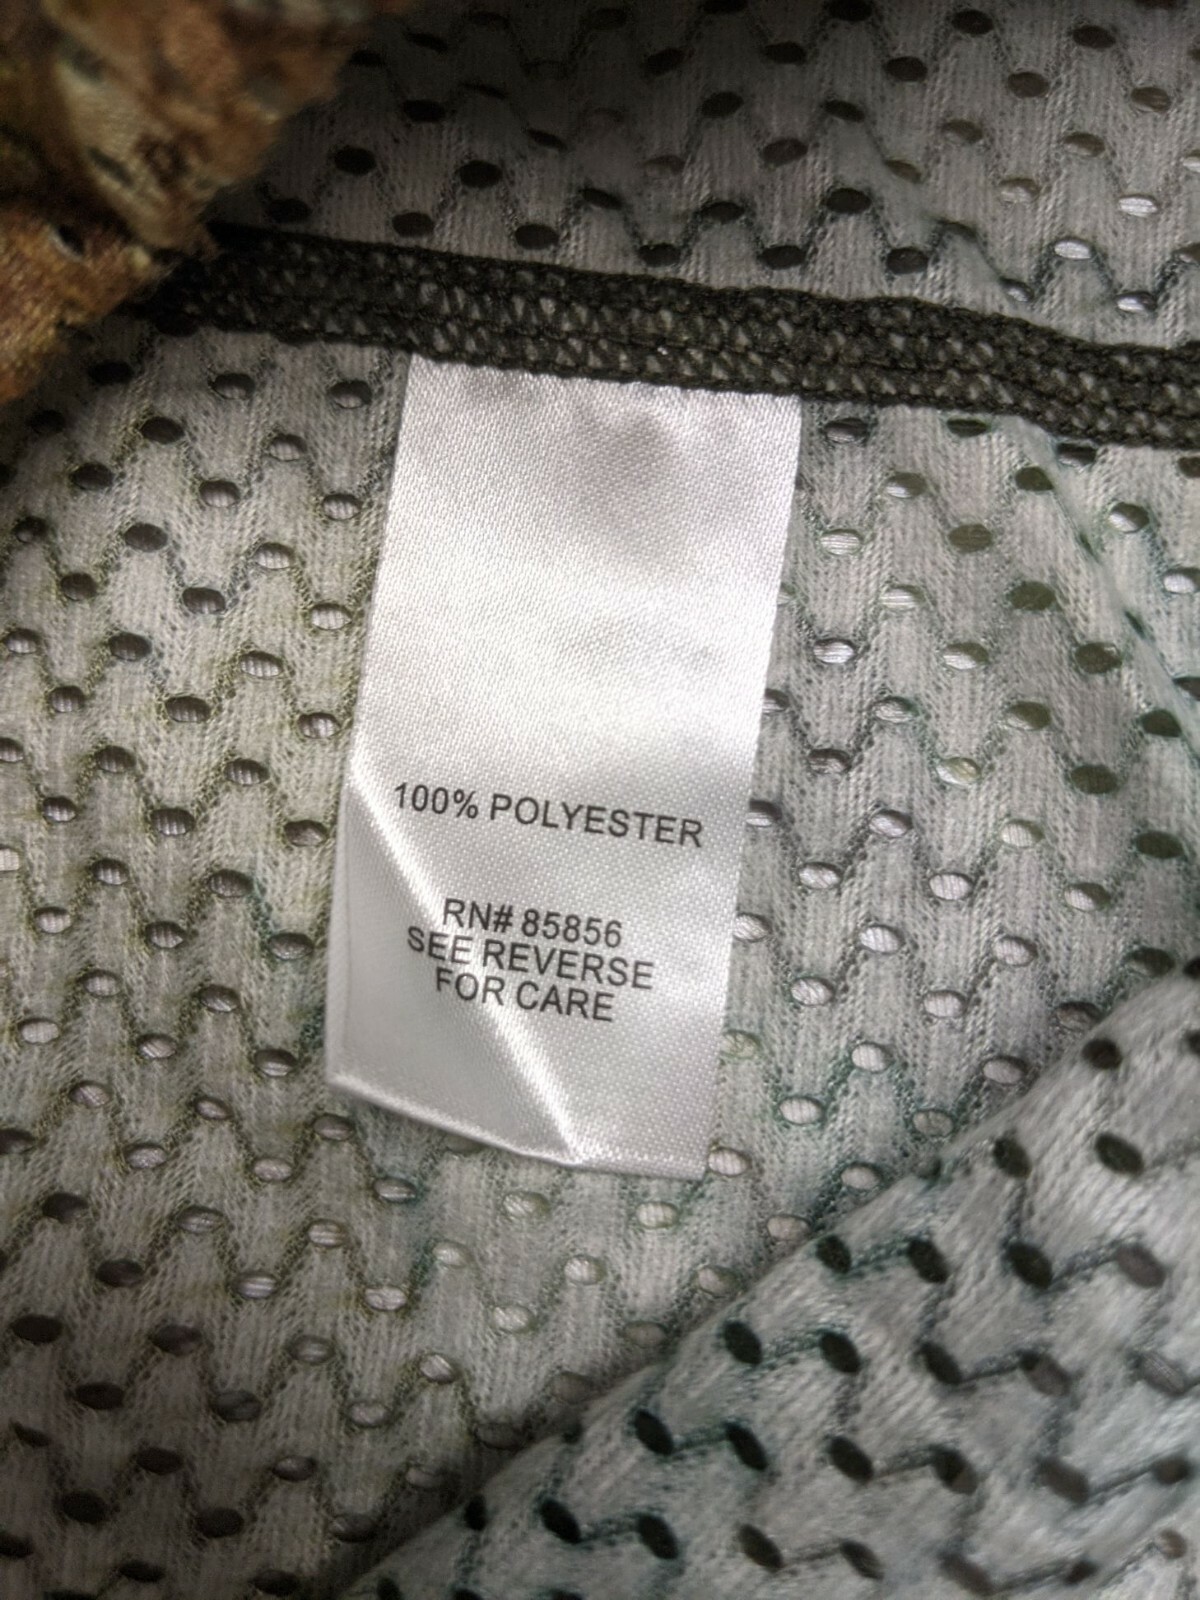 100% POLYESTER
RN# 85856
SEE REVERSE
FOR CARE